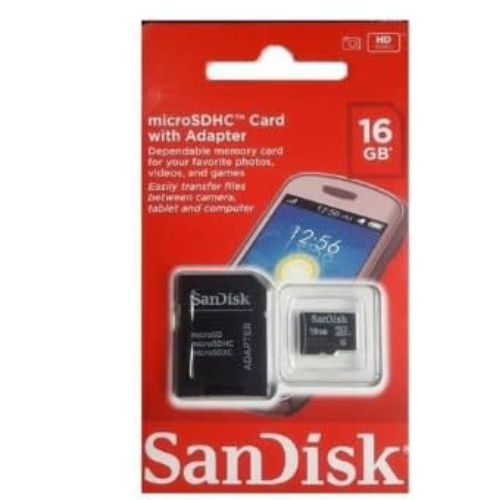 HD
VIDEO
microSDHC™ Card
with Adapter
Dependable memory card
for your favorite photos,
videos, and games
Easily transfer files
between camera,
tablet and computer
16
GB*
12:56
SanDisk
microSD
microSDHC
microSDXC
ADAPTER
SanDisk
16GB
SanDisk